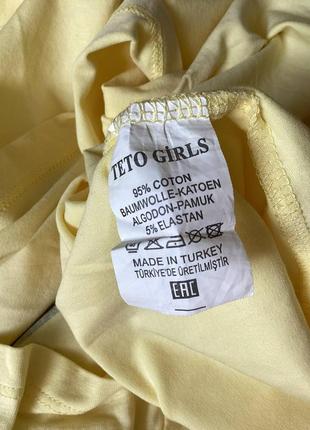 TETO GiRLS
95% COTON
BAUMWOLLE-KATOEN
ALGODON-PAMUK
5% ELASTAN
MADE IN TURKEY
TÜRKİYE'DE ÜRETİLMİŞTİR
EAC